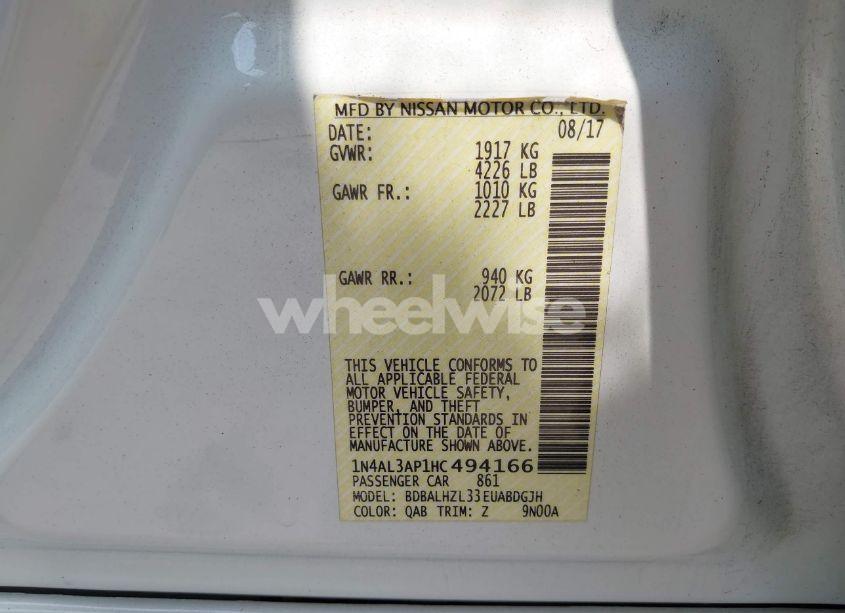 MFD BY NISSAN MOTOR CO., LTD.
DATE: 08/17
GVWR: 1917 KG
4226 LB
GAWR FR.: 1010 KG
2227 LB
GAWR RR.: 940 KG
2072 LB
wheelwise
THIS VEHICLE CONFORMS TO
ALL APPLICABLE FEDERAL
MOTOR VEHICLE SAFETY,
BUMPER, AND THEFT
PREVENTION STANDARDS IN
EFFECT ON THE DATE OF
MANUFACTURE SHOWN ABOVE.
1N4AL3AP1HC494166
PASSENGER CAR 861
MODEL: BDBALHZL33EUABDGJH
COLOR: QAB TRIM: Z 9N00A